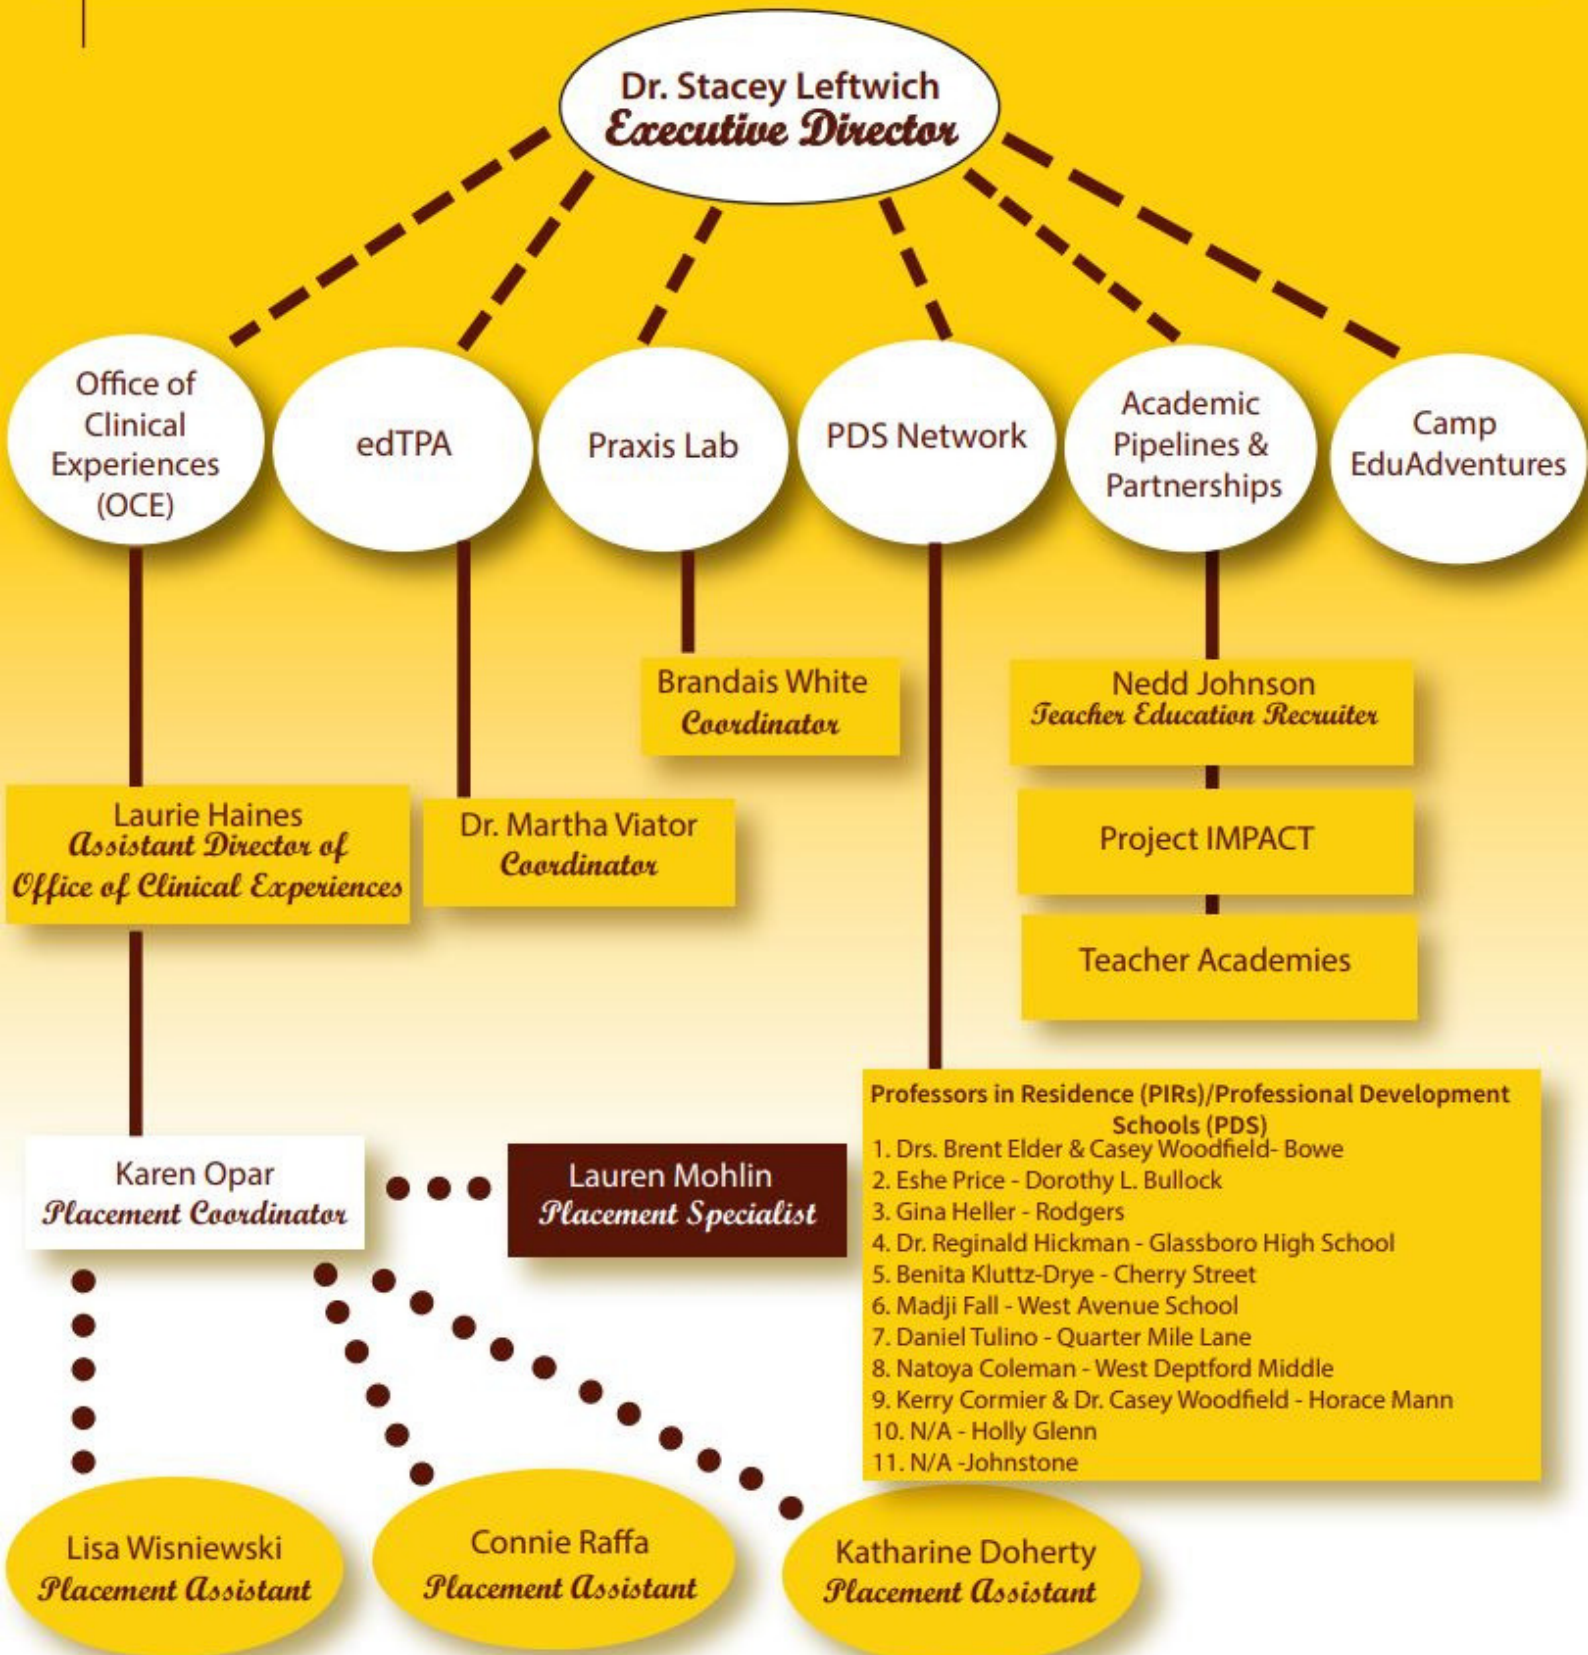 Dr. Stacey Leftwich
Executive Director
Office of
Clinical
Experiences
(OCE)
edTPA
Praxis Lab
PDS Network
Academic
Pipelines &
Partnerships
Camp
EduAdventures
Brandais White
Coordinator
Nedd Johnson
Teacher Education Recruiter
Laurie Haines
Assistant Director of
Office of Clinical Experiences
Dr. Martha Viator
Coordinator
Project IMPACT
Teacher Academies
Karen Opar
Placement Coordinator
Lauren Mohlin
Placement Specialist
Professors in Residence (PIRs)/Professional Development
Schools (PDS)
1. Drs. Brent Elder & Casey Woodfield- Bowe
2. Eshe Price - Dorothy L. Bullock
3. Gina Heller - Rodgers
4. Dr. Reginald Hickman - Glassboro High School
5. Benita Kluttz-Drye - Cherry Street
6. Madji Fall - West Avenue School
7. Daniel Tulino - Quarter Mile Lane
8. Natoya Coleman - West Deptford Middle
9. Kerry Cormier & Dr. Casey Woodfield - Horace Mann
10. N/A - Holly Glenn
11. N/A -Johnstone
Lisa Wisniewski
Placement Assistant
Connie Raffa
Placement Assistant
Katharine Doherty
Placement Assistant